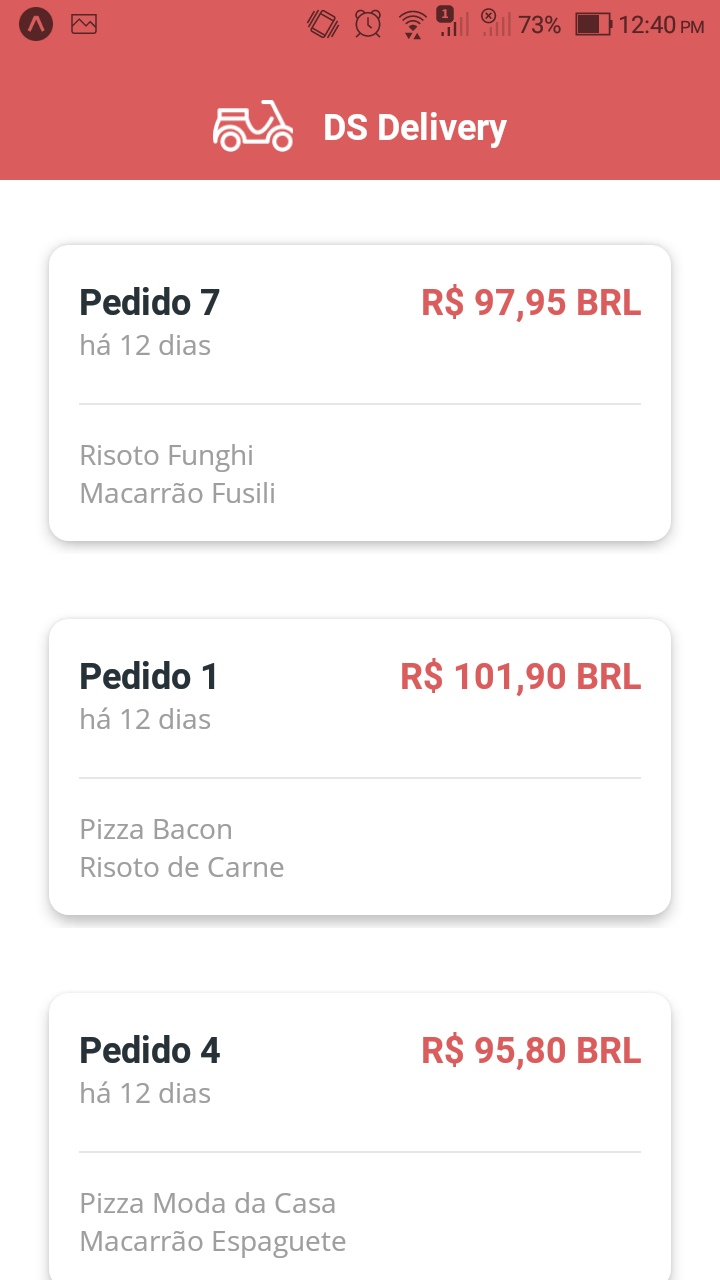 1 73% 12:40 PM
DS Delivery
Pedido 7 R$ 97,95 BRL
há 12 dias
Risoto Funghi
Macarrão Fusili
Pedido 1 R$ 101,90 BRL
há 12 dias
Pizza Bacon
Risoto de Carne
Pedido 4 R$ 95,80 BRL
há 12 dias
Pizza Moda da Casa
Macarrão Espaguete